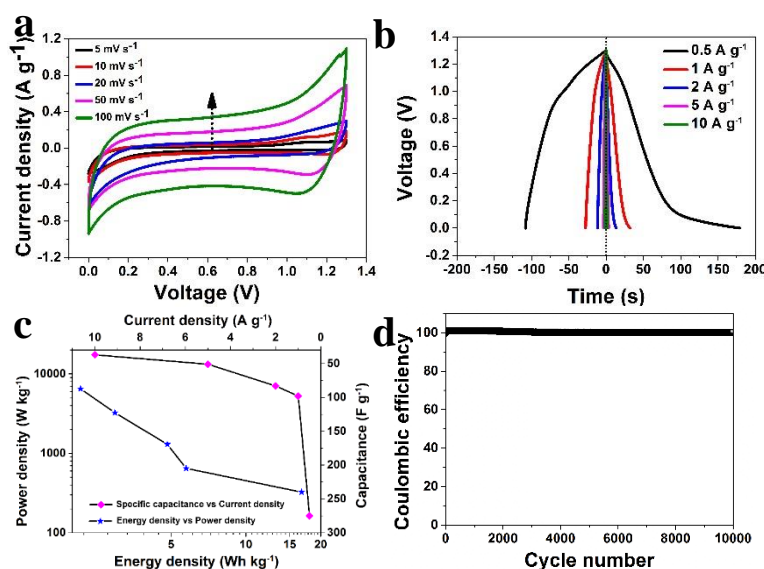 a
Current density (A g⁻¹)
1.2
0.8
0.4
0.0
-0.4
-0.8
-1.2
5 mV s⁻¹
10 mV s⁻¹
20 mV s⁻¹
50 mV s⁻¹
100 mV s⁻¹
0.0 0.2 0.4 0.6 0.8 1.0 1.2 1.4
Voltage (V)
b
Voltage (V)
1.4
1.2
1.0
0.8
0.6
0.4
0.2
0.0
0.5 A g⁻¹
1 A g⁻¹
2 A g⁻¹
5 A g⁻¹
10 A g⁻¹
-200 -150 -100 -50 0 50 100 150 200
Time (s)
c
Current density (A g⁻¹)
10 8 6 4 2 0
Power density (W kg⁻¹)
10000
1000
100
Capacitance (F g⁻¹)
50
100
150
200
250
300
Specific capacitance vs Current density
Energy density vs Power density
5 10 15 20
Energy density (Wh kg⁻¹)
d
Coulombic efficiency
100
80
60
40
20
0
0 2000 4000 6000 8000 10000
Cycle number